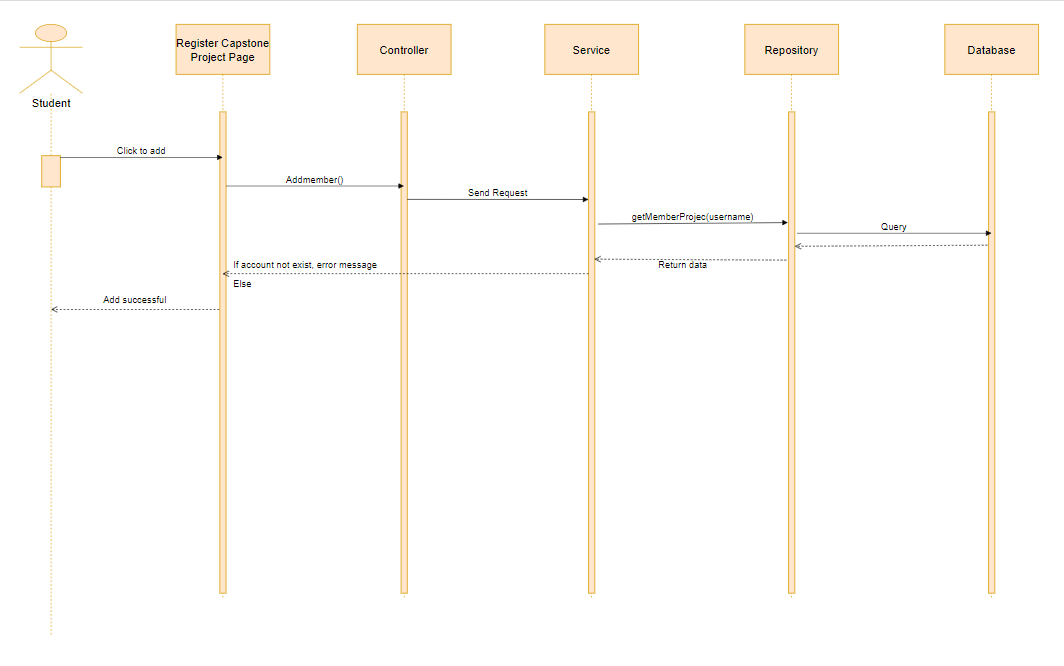 Register Capstone
Project Page
Controller
Service
Repository
Database
Student
Click to add
Addmember()
Send Request
getMemberProjec(username)
Query
If account not exist, error message
Return data
Else
Add successful